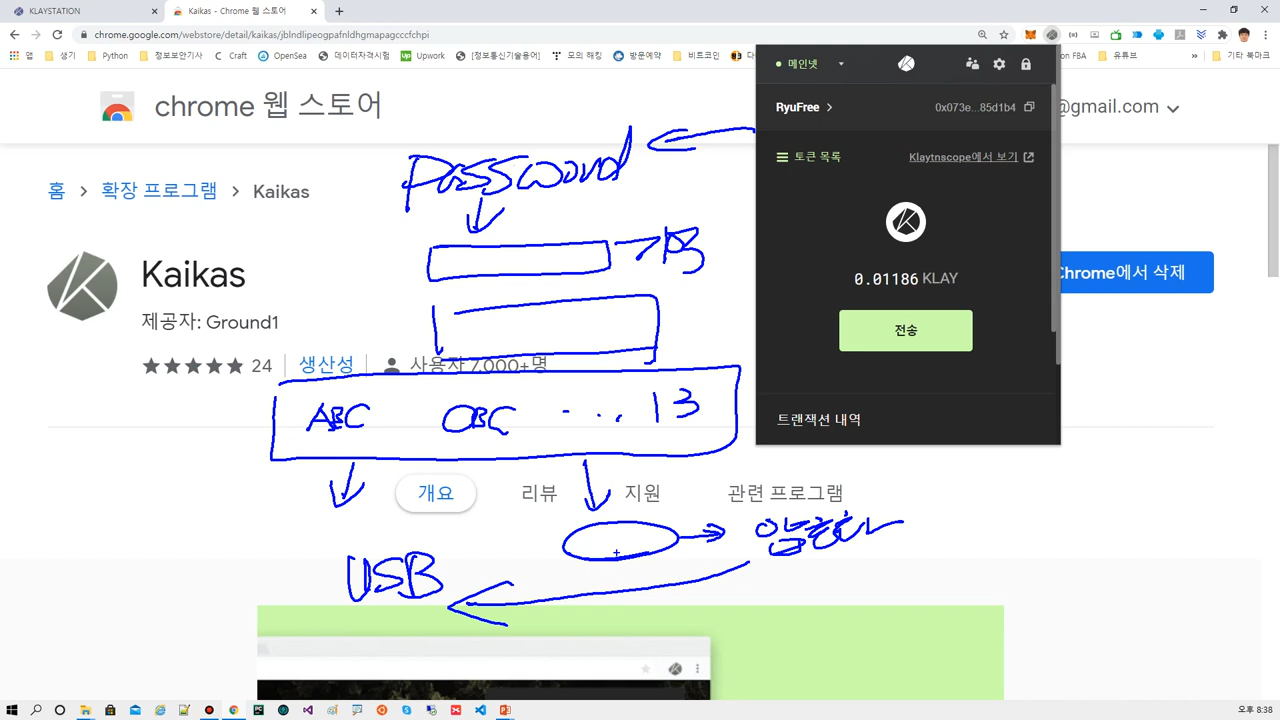 KLAYSTATION
Kaikas - Chrome 웹 스토어
chrome.google.com/webstore/detail/kaikas/jblndlipeogpafnldhgmapagcccfchpi
앱 생기 Python 정보보안기사 Craft OpenSea 데이터자격시험 Upwork [정보통신기술용어] 모의 해킹 방문예약 비트코인 유튜브 기타 북마크
chrome 웹 스토어
@gmail.com
홈 > 확장 프로그램 > Kaikas
Kaikas
제공자: Ground1
24 생산성 사용자 7,000+명
Chrome에서 삭제
개요 리뷰 지원 관련 프로그램
메인넷
RyuFree > 0x073e...85d1b4
토큰 목록 Klaytnscope에서 보기
0.01186 KLAY
전송
트랜잭션 내역
Password
ABC OBC ... 13
USB
암호화
오후 8:38